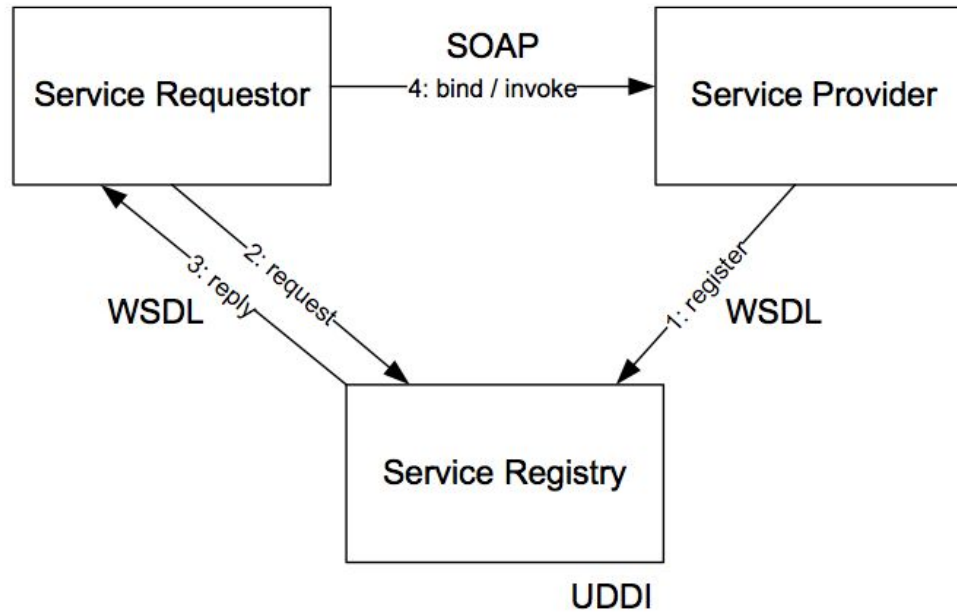 SOAP
Service Requestor
4: bind / invoke
Service Provider
2: request
3: reply
1: register
WSDL
WSDL
Service Registry
UDDI